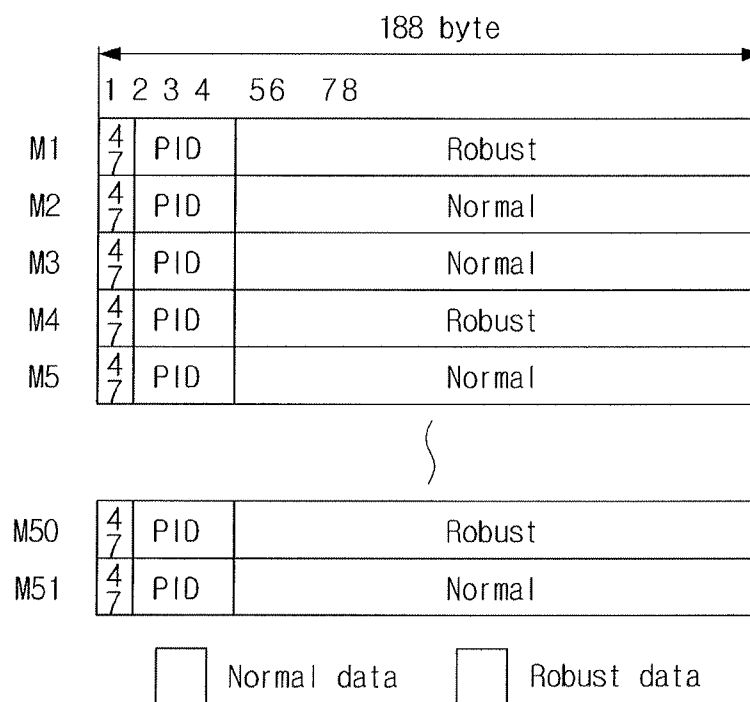 188 byte
1 2 3 4 56 78
M1 47 PID Robust
M2 47 PID Normal
M3 47 PID Normal
M4 47 PID Robust
M5 47 PID Normal
M50 47 PID Robust
M51 47 PID Normal
Normal data Robust data